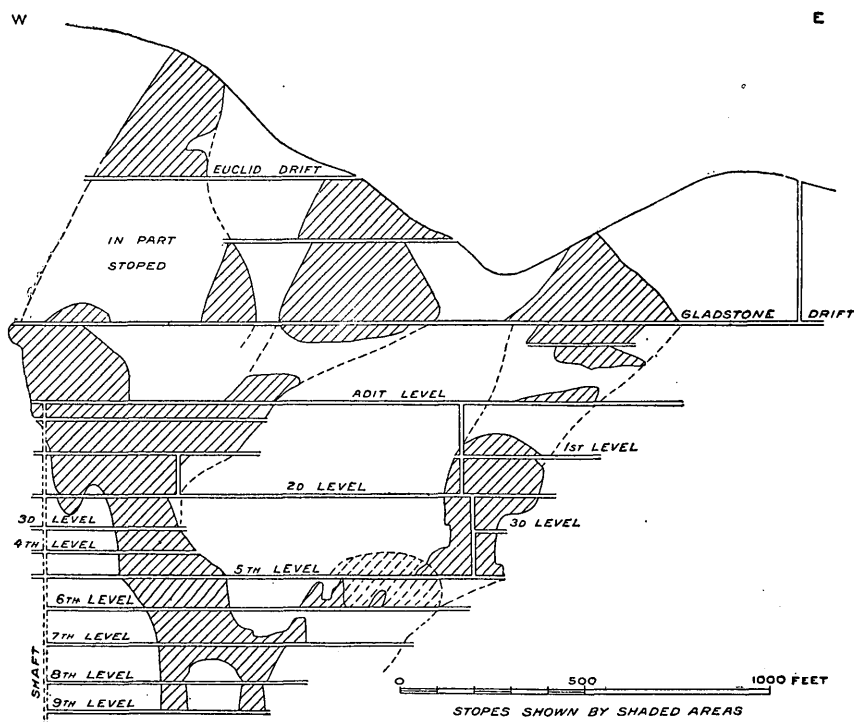 W
E
EUCLID DRIFT
IN PART
STOPED
GLADSTONE DRIFT
ADIT LEVEL
1ST LEVEL
2D LEVEL
3D LEVEL
3D LEVEL
4TH LEVEL
5TH LEVEL
6TH LEVEL
7TH LEVEL
SHAFT
8TH LEVEL
9TH LEVEL
0
500
1000 FEET
STOPES SHOWN BY SHADED AREAS